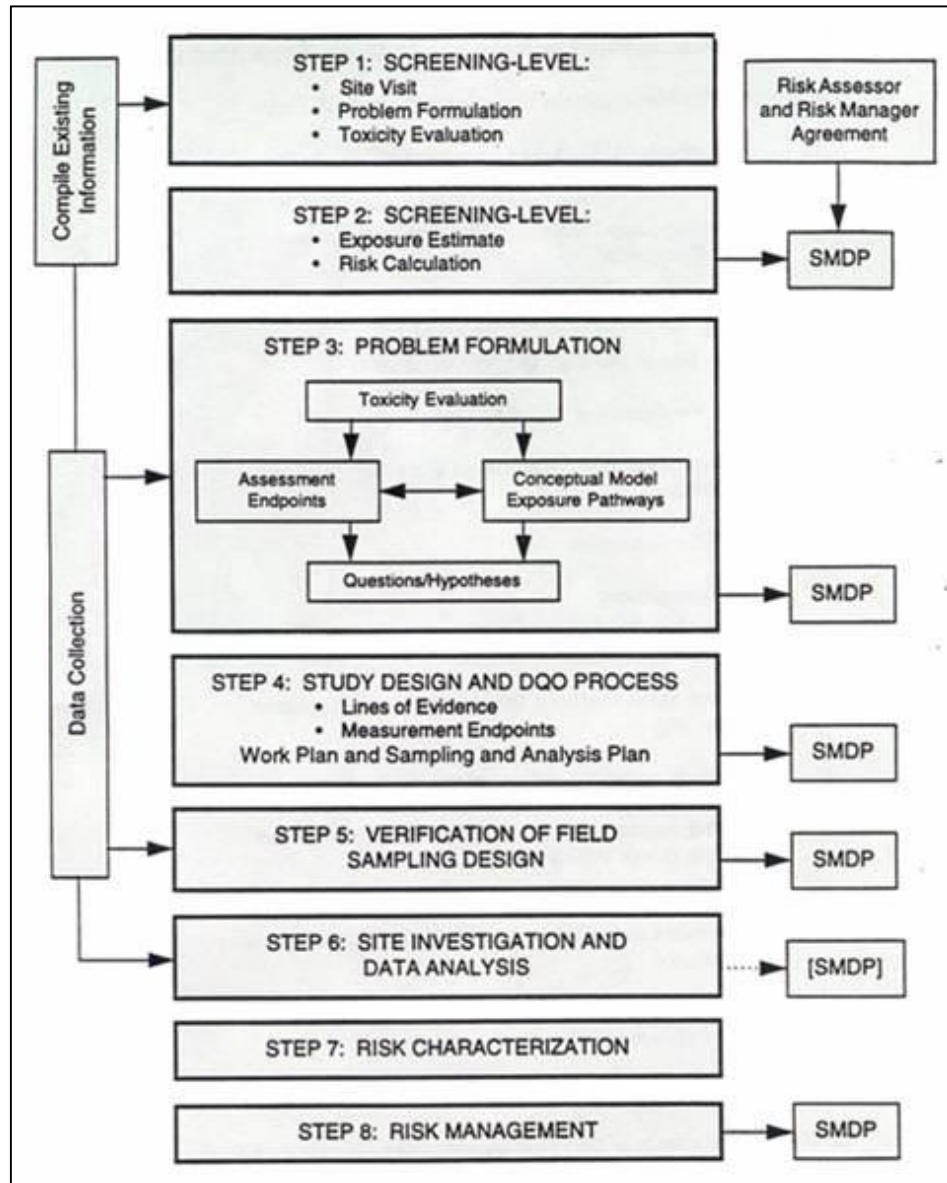 Compile Existing
Information
STEP 1: SCREENING-LEVEL:
• Site Visit
• Problem Formulation
• Toxicity Evaluation
Risk Assessor
and Risk Manager
Agreement
STEP 2: SCREENING-LEVEL:
• Exposure Estimate
• Risk Calculation
SMDP
Data Collection
STEP 3: PROBLEM FORMULATION
Toxicity Evaluation
Assessment
Endpoints
Conceptual Model
Exposure Pathways
Questions/Hypotheses
SMDP
STEP 4: STUDY DESIGN AND DQO PROCESS
• Lines of Evidence
• Measurement Endpoints
Work Plan and Sampling and Analysis Plan
SMDP
STEP 5: VERIFICATION OF FIELD
SAMPLING DESIGN
SMDP
STEP 6: SITE INVESTIGATION AND
DATA ANALYSIS
[SMDP]
STEP 7: RISK CHARACTERIZATION
STEP 8: RISK MANAGEMENT
SMDP